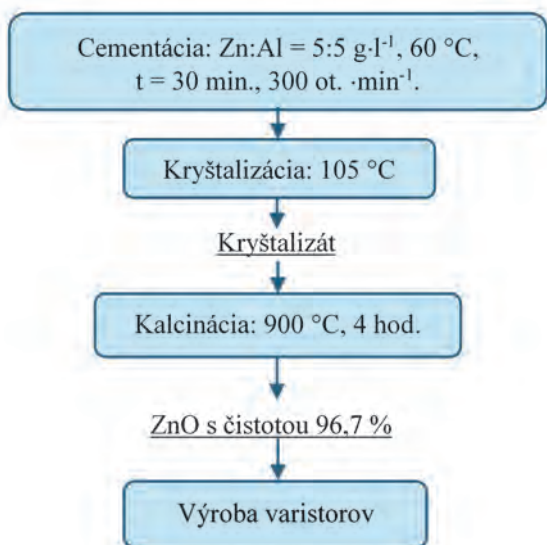 Cementácia: Zn:Al = 5:5 g·l⁻¹, 60 °C,
t = 30 min., 300 ot. ·min⁻¹.
Kryštalizácia: 105 °C
Kryštalizát
Kalcinácia: 900 °C, 4 hod.
ZnO s čistotou 96,7 %
Výroba varistorov